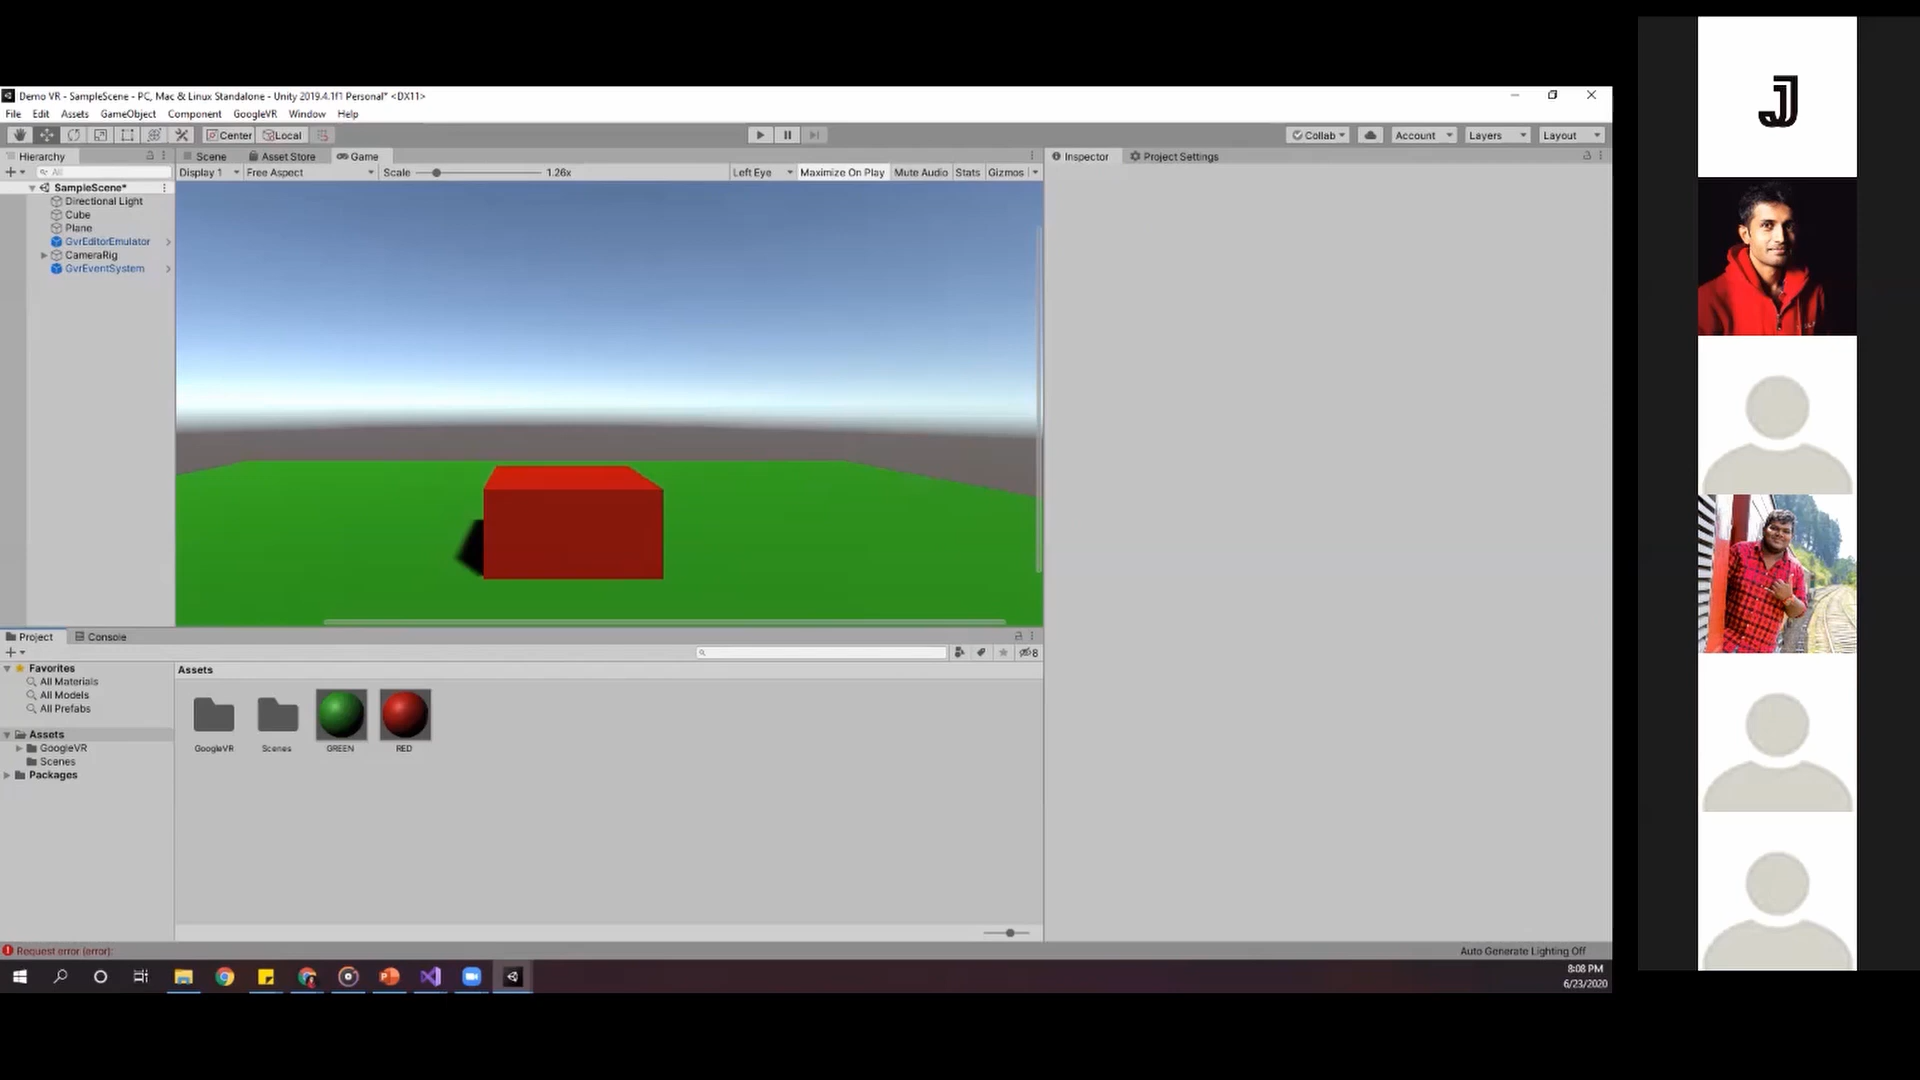 Demo VR - SampleScene - PC, Mac & Linux Standalone - Unity 2019.4.1f1 Personal* <DX11>
File Edit Assets GameObject Component GoogleVR Window Help
Center Local Collab Account Layers Layout
Hierarchy Scene Asset Store Game Inspector Project Settings
All Display 1 Free Aspect Scale 1.26x Left Eye Maximize On Play Mute Audio Stats Gizmos
SampleScene*
Directional Light
Cube
Plane
GvrEditorEmulator
CameraRig
GvrEventSystem
Project Console
8
Favorites Assets
All Materials
All Models
All Prefabs
Assets
GoogleVR
Scenes
Packages
GoogleVR Scenes GREEN RED
Request error (error):
Auto Generate Lighting Off
8:08 PM
6/23/2020
J